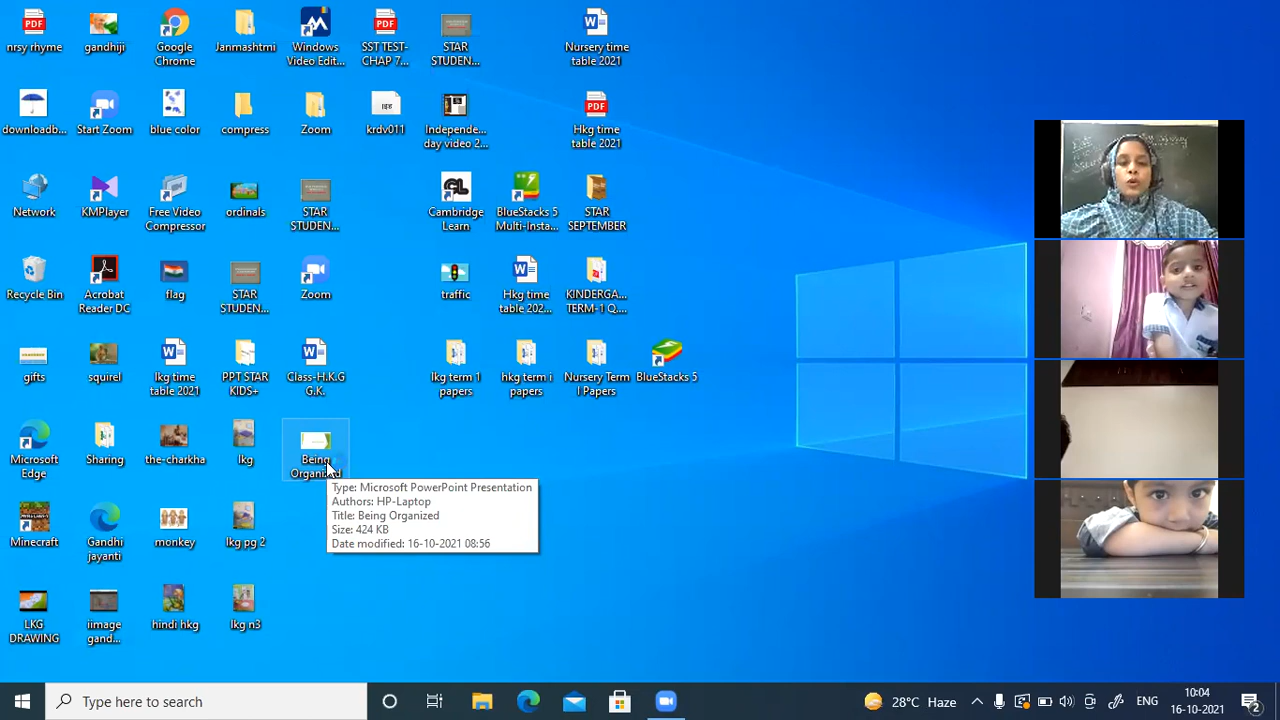 nrsy rhyme
gandhiji
Google
Chrome
Janmashtmi
Windows
Video Edit...
SST TEST-
CHAP 7...
STAR
STUDEN...
Nursery time
table 2021
downloadb...
Start Zoom
blue color
compress
Zoom
krdv011
Independe...
day video 2...
Hkg time
table 2021
Network
KMPlayer
Free Video
Compressor
ordinals
STAR
STUDEN...
Cambridge
Learn
BlueStacks 5
Multi-Insta...
STAR
SEPTEMBER
Recycle Bin
Acrobat
Reader DC
flag
STAR
STUDEN...
Zoom
traffic
Hkg time
table 202...
KINDERGA...
TERM-1 Q....
gifts
squirel
lkg time
table 2021
PPT STAR
KIDS+
Class-H.K.G
G.K.
lkg term 1
papers
hkg term i
papers
Nursery Term
I Papers
BlueStacks 5
Microsoft
Edge
Sharing
the-charkha
lkg
Being
Organized
Type: Microsoft PowerPoint Presentation
Authors: HP-Laptop
Title: Being Organized
Size: 424 KB
Date modified: 16-10-2021 08:56
Minecraft
Gandhi
jayanti
monkey
lkg pg 2
LKG
DRAWING
iimage
gand...
hindi hkg
lkg n3
Type here to search
28°C Haze
ENG
10:04
16-10-2021
2